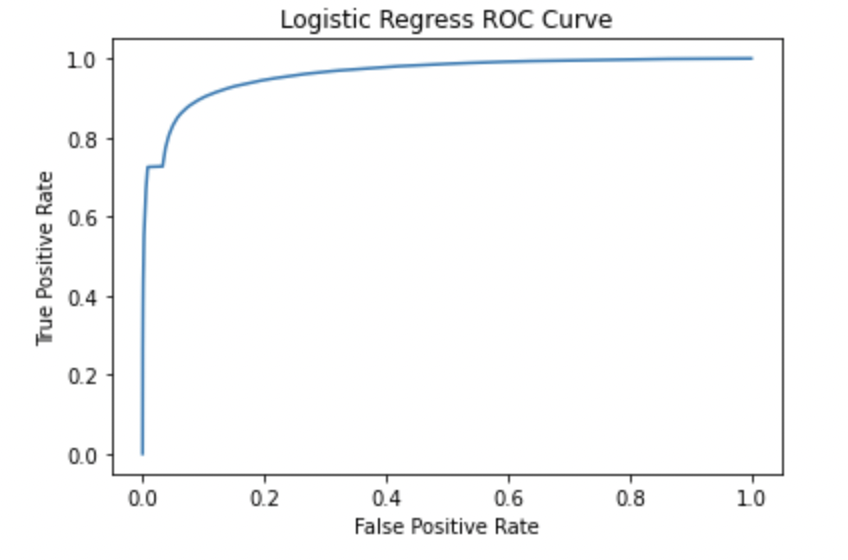 Logistic Regress ROC Curve
1.0
0.8
0.6
0.4
0.2
0.0
True Positive Rate
0.0 0.2 0.4 0.6 0.8 1.0
False Positive Rate